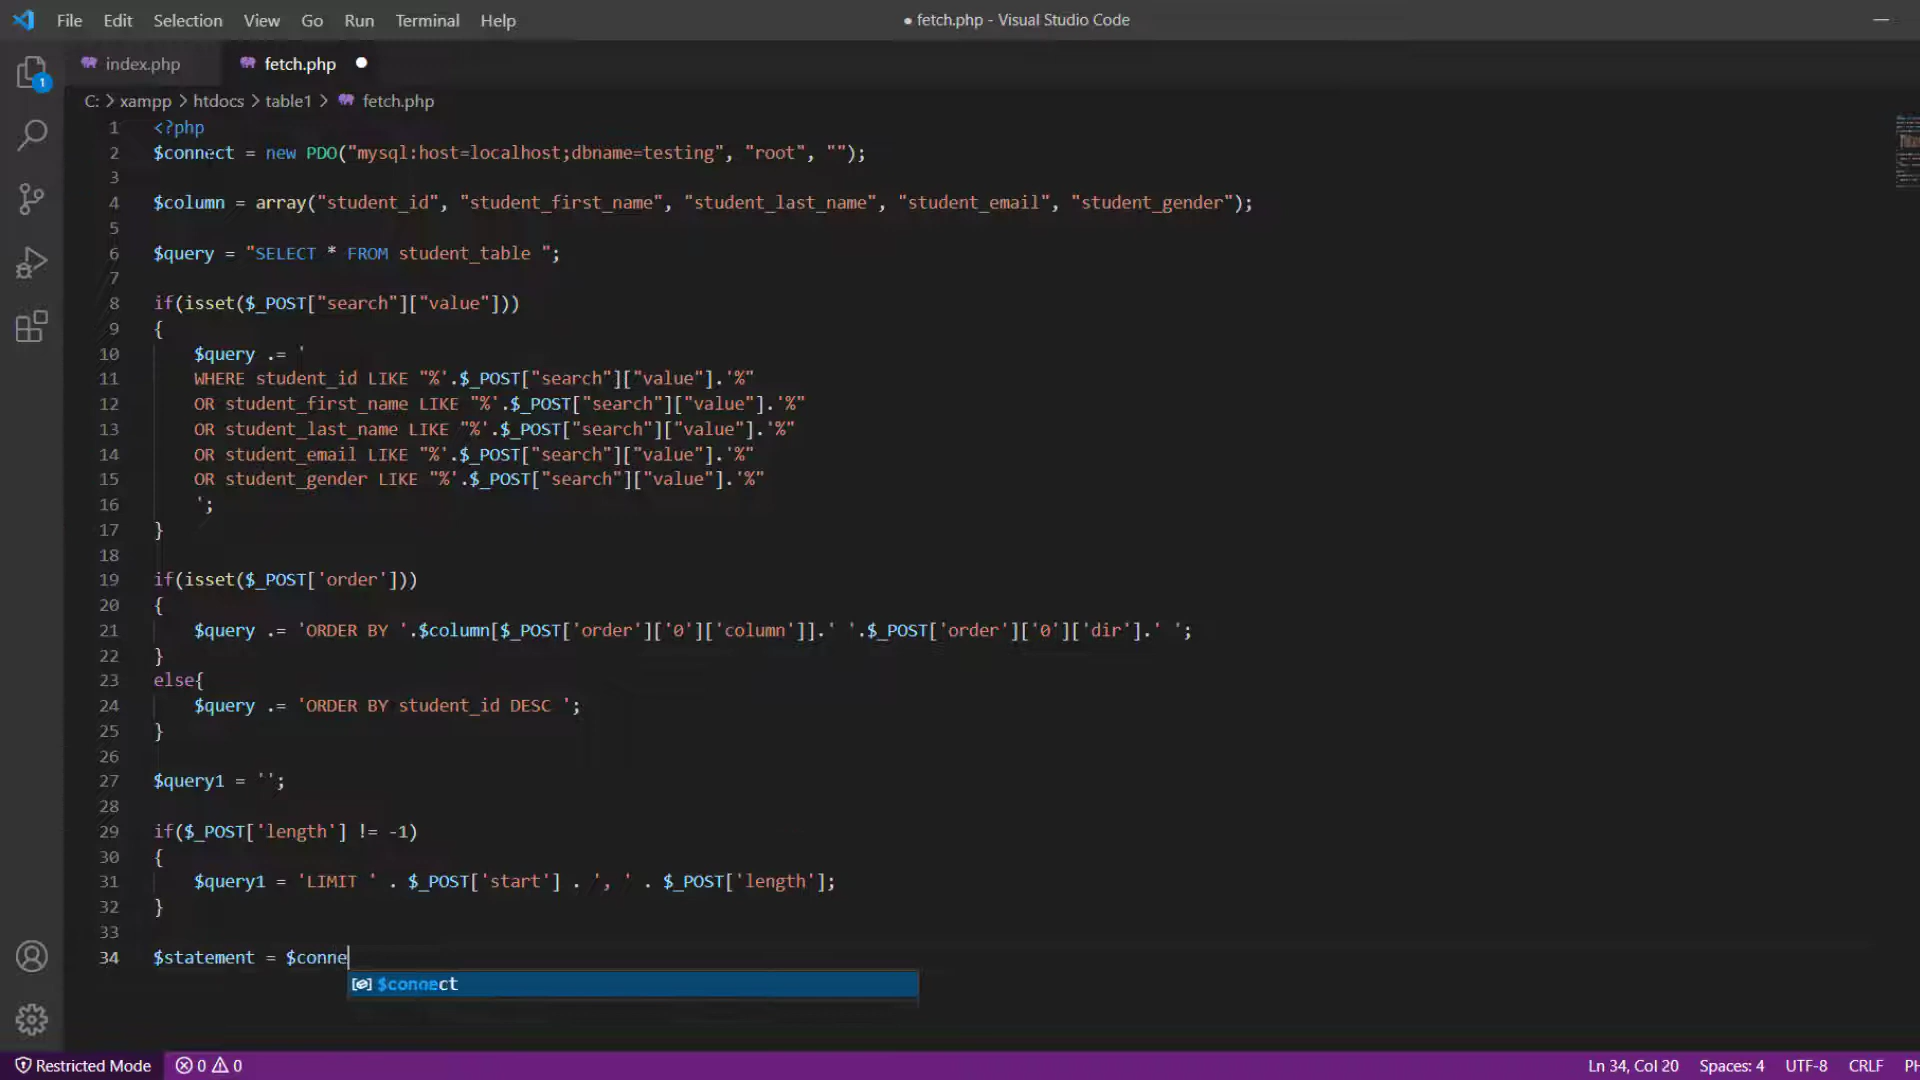 File Edit Selection View Go Run Terminal Help
● fetch.php - Visual Studio Code
index.php fetch.php
C: > xampp > htdocs > table1 > fetch.php
1 <?php
2 $connect = new PDO("mysql:host=localhost;dbname=testing", "root", "");
3
4 $column = array("student_id", "student_first_name", "student_last_name", "student_email", "student_gender");
5
6 $query = "SELECT * FROM student_table ";
7
8 if(isset($_POST["search"]["value"]))
9 {
10 $query .= '
11 WHERE student_id LIKE "%'.$_POST["search"]["value"].'%"
12 OR student_first_name LIKE "%'.$_POST["search"]["value"].'%"
13 OR student_last_name LIKE "%'.$_POST["search"]["value"].'%"
14 OR student_email LIKE "%'.$_POST["search"]["value"].'%"
15 OR student_gender LIKE "%'.$_POST["search"]["value"].'%"
16 ';
17 }
18
19 if(isset($_POST['order']))
20 {
21 $query .= 'ORDER BY '.$column[$_POST['order']['0']['column']].' '.$_POST['order']['0']['dir'].' ';
22 }
23 else{
24 $query .= 'ORDER BY student_id DESC ';
25 }
26
27 $query1 = '';
28
29 if($_POST['length'] != -1)
30 {
31 $query1 = 'LIMIT ' . $_POST['start'] . ', ' . $_POST['length'];
32 }
33
34 $statement = $conne
$connect
1
Restricted Mode 0 0 Ln 34, Col 20 Spaces: 4 UTF-8 CRLF PH